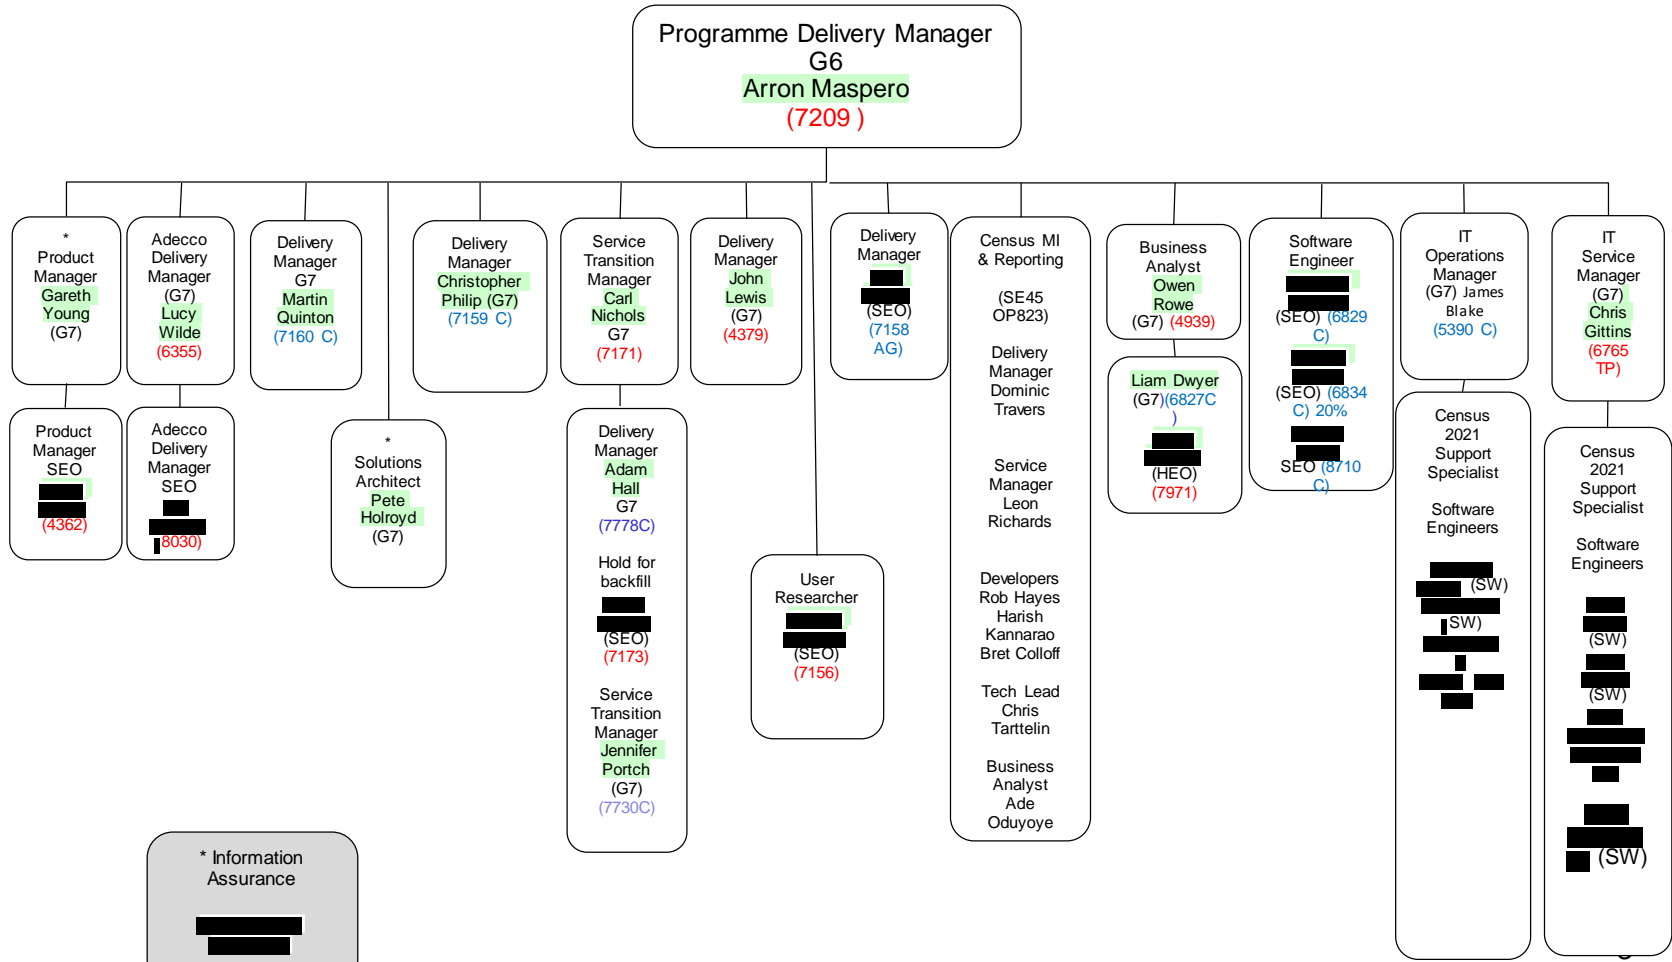 Programme Delivery Manager
G6
Arron Maspero
(7209 )
*
Product
Manager
Gareth
Young
(G7)
Product
Manager
SEO
(4362)
Adecco
Delivery
Manager
(G7)
Lucy
Wilde
(6355)
Adecco
Delivery
Manager
SEO
8030)
Delivery
Manager
G7
Martin
Quinton
(7160 C)
*
Solutions
Architect
Pete
Holroyd
(G7)
Delivery
Manager
Christopher
Philip (G7)
(7159 C)
Service
Transition
Manager
Carl
Nichols
G7
(7171)
Delivery
Manager
Adam
Hall
G7
(7778C)
Hold for
backfill
(SEO)
(7173)
Service
Transition
Manager
Jennifer
Portch
(G7)
(7730C)
Delivery
Manager
John
Lewis
(G7)
(4379)
User
Researcher
(SEO)
(7156)
Delivery
Manager
(SEO)
(7158
AG)
Census MI
& Reporting
(SE45
OP823)
Delivery
Manager
Dominic
Travers
Service
Manager
Leon
Richards
Developers
Rob Hayes
Harish
Kannarao
Bret Colloff
Tech Lead
Chris
Tarttelin
Business
Analyst
Ade
Oduyoye
Business
Analyst
Owen
Rowe
(G7) (4939)
Liam Dwyer
(G7)(6827C
)
(HEO)
(7971)
Software
Engineer
(SEO) (6829
C)
(SEO) (6834
C) 20%
SEO (8710
C)
IT
Operations
Manager
(G7) James
Blake
(5390 C)
Census
2021
Support
Specialist
Software
Engineers
(SW)
SW)
IT
Service
Manager
(G7)
Chris
Gittins
(6765
TP)
Census
2021
Support
Specialist
Software
Engineers
(SW)
(SW)
(SW)
* Information
Assurance